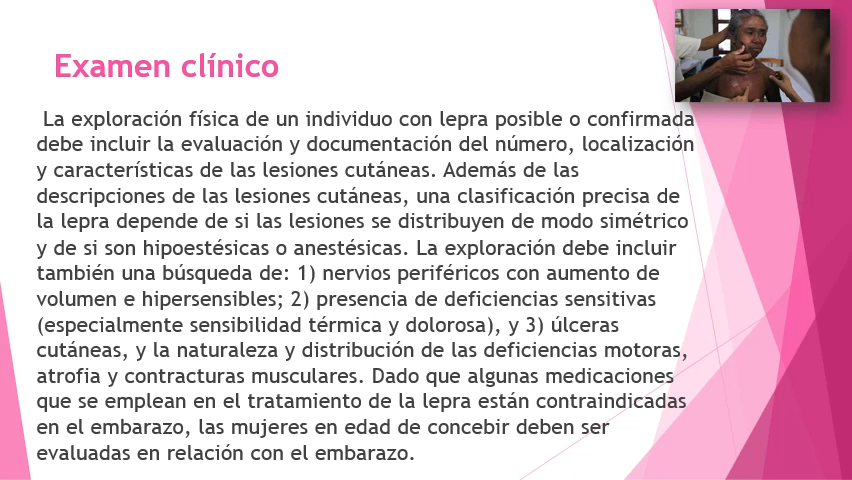 Examen clínico
La exploración física de un individuo con lepra posible o confirmada
debe incluir la evaluación y documentación del número, localización
y características de las lesiones cutáneas. Además de las
descripciones de las lesiones cutáneas, una clasificación precisa de
la lepra depende de si las lesiones se distribuyen de modo simétrico
y de si son hipoestésicas o anestésicas. La exploración debe incluir
también una búsqueda de: 1) nervios periféricos con aumento de
volumen e hipersensibles; 2) presencia de deficiencias sensitivas
(especialmente sensibilidad térmica y dolorosa), y 3) úlceras
cutáneas, y la naturaleza y distribución de las deficiencias motoras,
atrofia y contracturas musculares. Dado que algunas medicaciones
que se emplean en el tratamiento de la lepra están contraindicadas
en el embarazo, las mujeres en edad de concebir deben ser
evaluadas en relación con el embarazo.